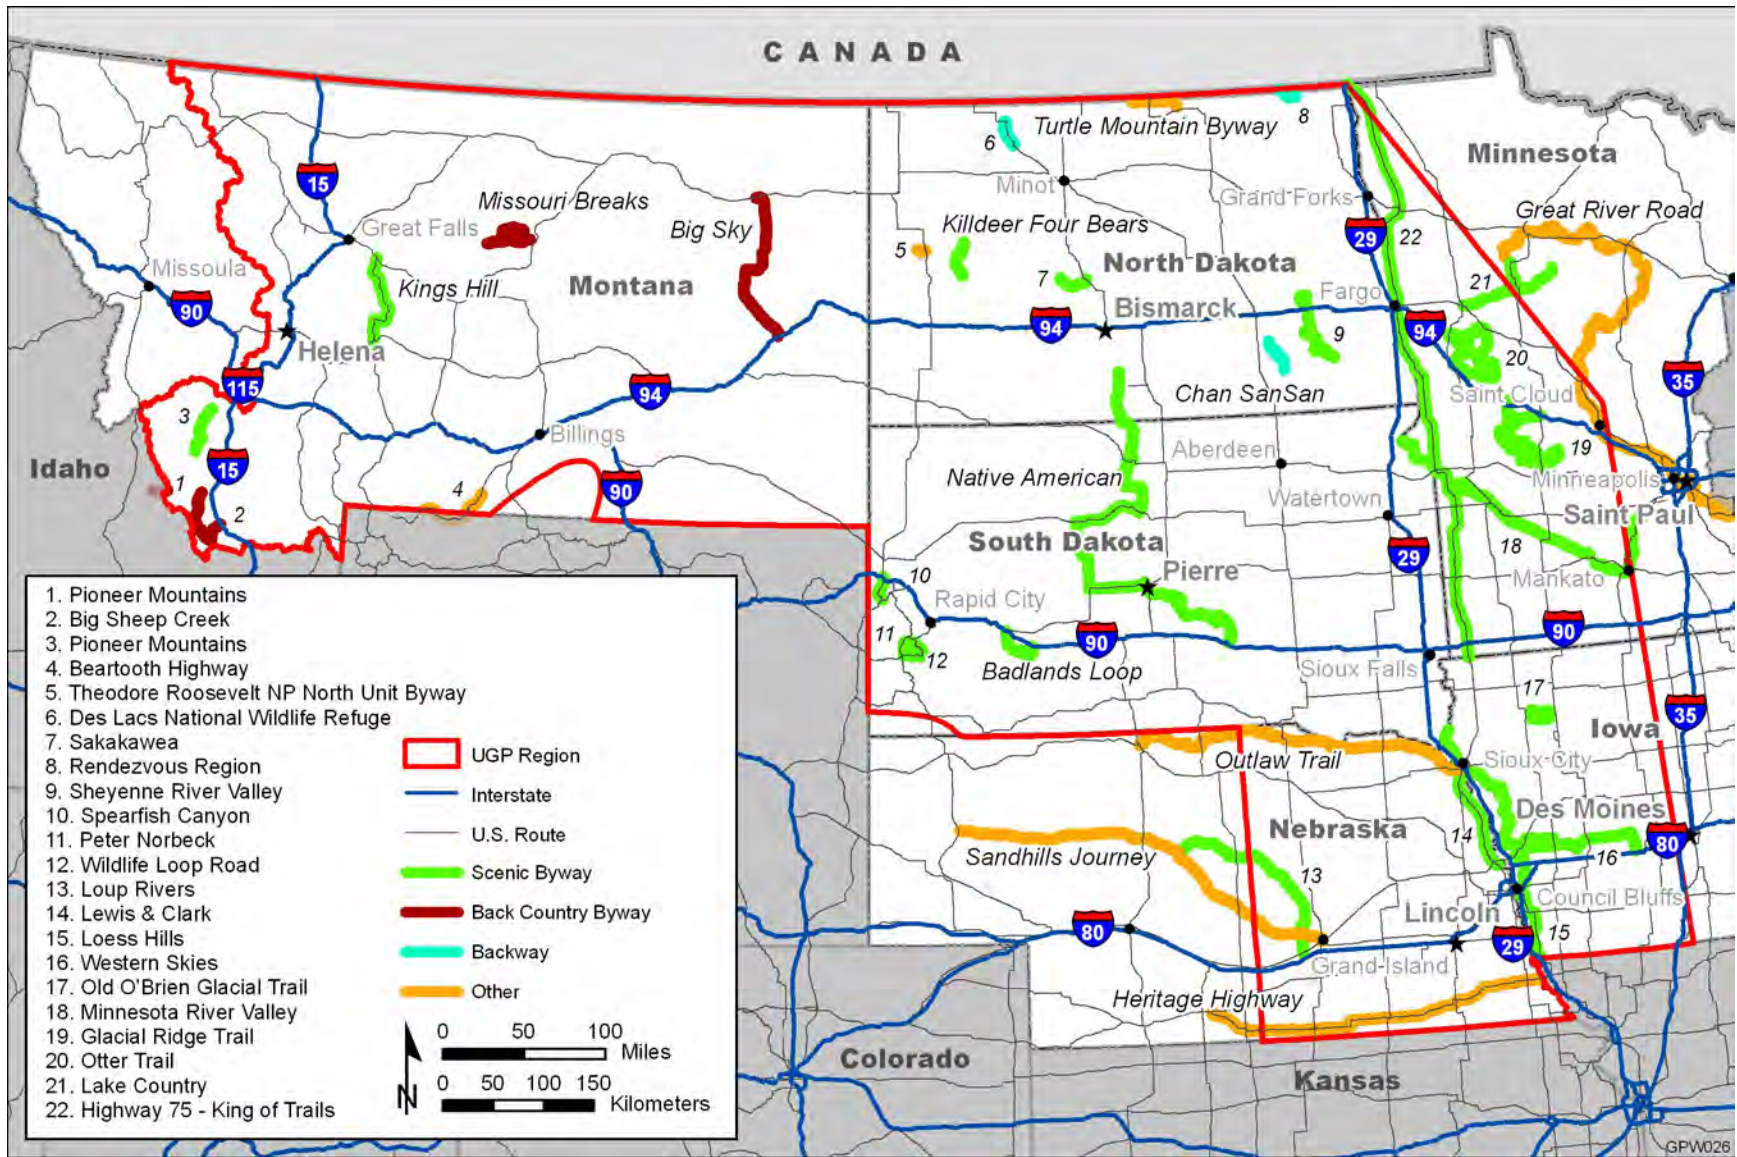 CANADA
Turtle Mountain Byway
8
6
Minnesota
Minot
Grand Forks
15
Missouri Breaks
Great River Road
Great Falls
Big Sky
Killdeer Four Bears
29
22
5
Missoula
7
North Dakota
21
Kings Hill
Montana
Fargo
90
Bismarck
94
94
9
Helena
20
115
94
35
Chan SanSan
Saint Cloud
3
Billings
Aberdeen
19
Idaho
15
Native American
Minneapolis
1
4
90
Watertown
Saint Paul
2
South Dakota
29
18
10
Pierre
Mankato
Rapid City
11
90
90
12
Badlands Loop
Sioux Falls
17
35
Iowa
Outlaw Trail
Sioux City
Des Moines
Nebraska
14
80
Sandhills Journey
16
13
Council Bluffs
Lincoln
80
29
15
Grand Island
Heritage Highway
Colorado
Kansas
1. Pioneer Mountains
2. Big Sheep Creek
3. Pioneer Mountains
4. Beartooth Highway
5. Theodore Roosevelt NP North Unit Byway
6. Des Lacs National Wildlife Refuge
7. Sakakawea
8. Rendezvous Region
9. Sheyenne River Valley
10. Spearfish Canyon
11. Peter Norbeck
12. Wildlife Loop Road
13. Loup Rivers
14. Lewis & Clark
15. Loess Hills
16. Western Skies
17. Old O'Brien Glacial Trail
18. Minnesota River Valley
19. Glacial Ridge Trail
20. Otter Trail
21. Lake Country
22. Highway 75 - King of Trails
UGP Region
Interstate
U.S. Route
Scenic Byway
Back Country Byway
Backway
Other
N
0 50 100
Miles
0 50 100 150
Kilometers
GPW026